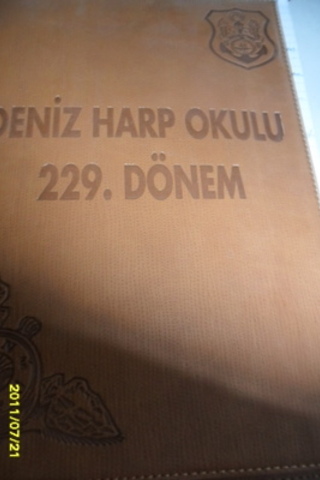 DENİZ HARP OKULU
229. DÖNEM
2011/07/21